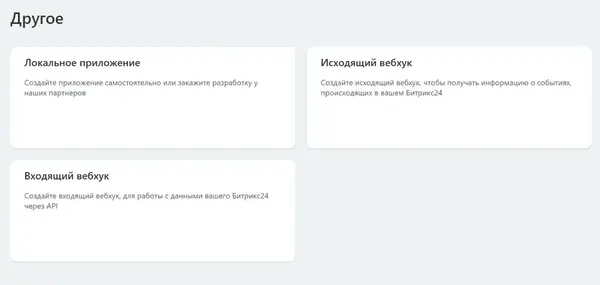 Другое
Локальное приложение
Создайте приложение самостоятельно или закажите разработку у
наших партнеров
Исходящий вебхук
Создайте исходящий вебхук, чтобы получать информацию о событиях,
происходящих в вашем Битрикс24
Входящий вебхук
Создайте входящий вебхук, для работы с данными вашего Битрикс24
через API